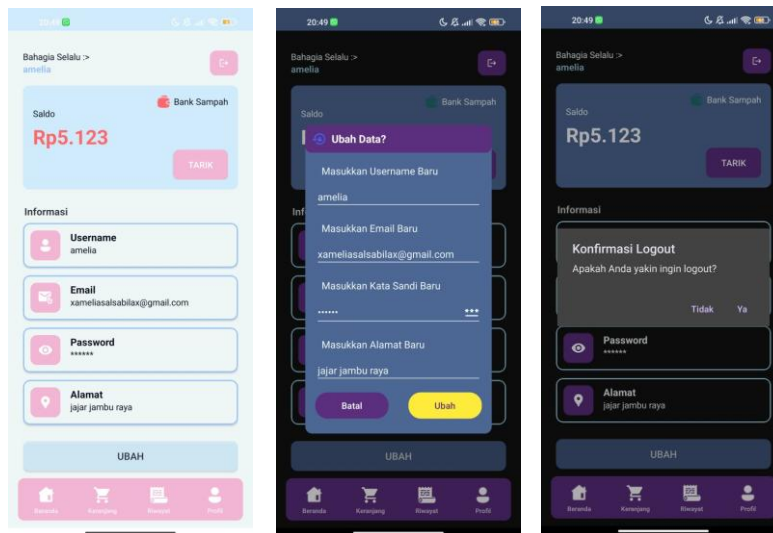 20:49
Bahagia Selalu :>
amelia
Bank Sampah
Saldo
Rp5.123
TARIK
Informasi
Username
amelia
Email
xameliasalsabilax@gmail.com
Password
******
Alamat
jajar jambu raya
UBAH
Beranda
Keranjang
Riwayat
Profil
20:49
Bahagia Selalu :>
amelia
Bank Sampah
Saldo
Ubah Data?
Masukkan Username Baru
amelia
Masukkan Email Baru
xameliasalsabilax@gmail.com
Masukkan Kata Sandi Baru
······ ***
Masukkan Alamat Baru
jajar jambu raya
Batal
Ubah
UBAH
Beranda
Keranjang
Riwayat
Profil
20:49
Bahagia Selalu :>
amelia
Bank Sampah
Saldo
Rp5.123
TARIK
Informasi
Konfirmasi Logout
Apakah Anda yakin ingin logout?
Tidak Ya
Password
******
Alamat
jajar jambu raya
UBAH
Beranda
Keranjang
Riwayat
Profil